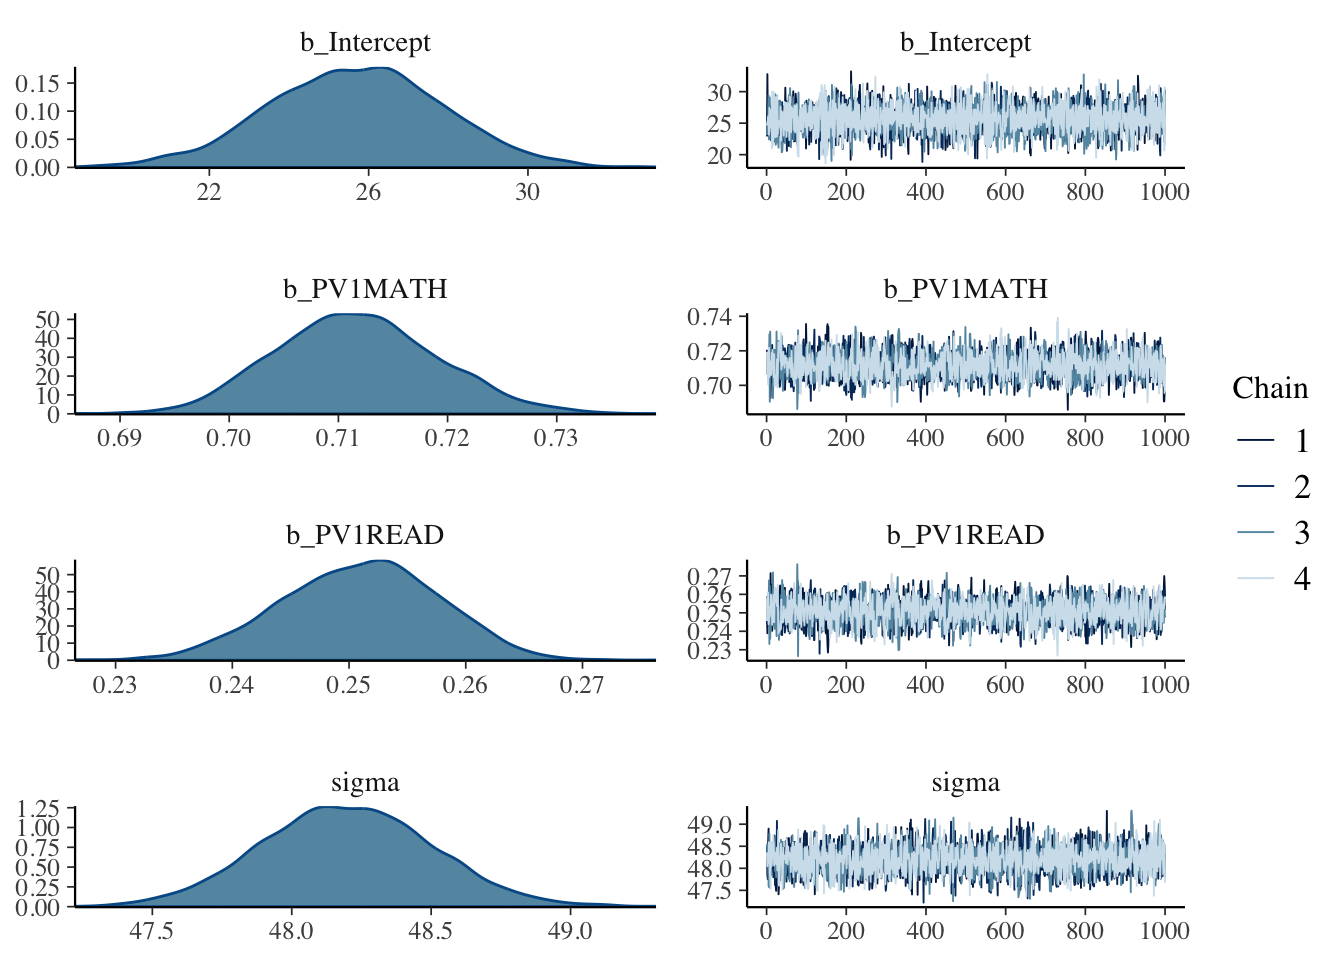 b_Intercept
0.15
0.10
0.05
0.00
22 26 30
b_Intercept
30
25
20
0 200 400 600 800 1000
b_PV1MATH
50
40
30
20
10
0
0.69 0.70 0.71 0.72 0.73
b_PV1MATH
0.74
0.72
0.70
0 200 400 600 800 1000
b_PV1READ
50
40
30
20
10
0
0.23 0.24 0.25 0.26 0.27
b_PV1READ
0.27
0.26
0.25
0.24
0.23
0 200 400 600 800 1000
sigma
1.25
1.00
0.75
0.50
0.25
0.00
47.5 48.0 48.5 49.0
sigma
49.0
48.5
48.0
47.5
0 200 400 600 800 1000
Chain
1
2
3
4